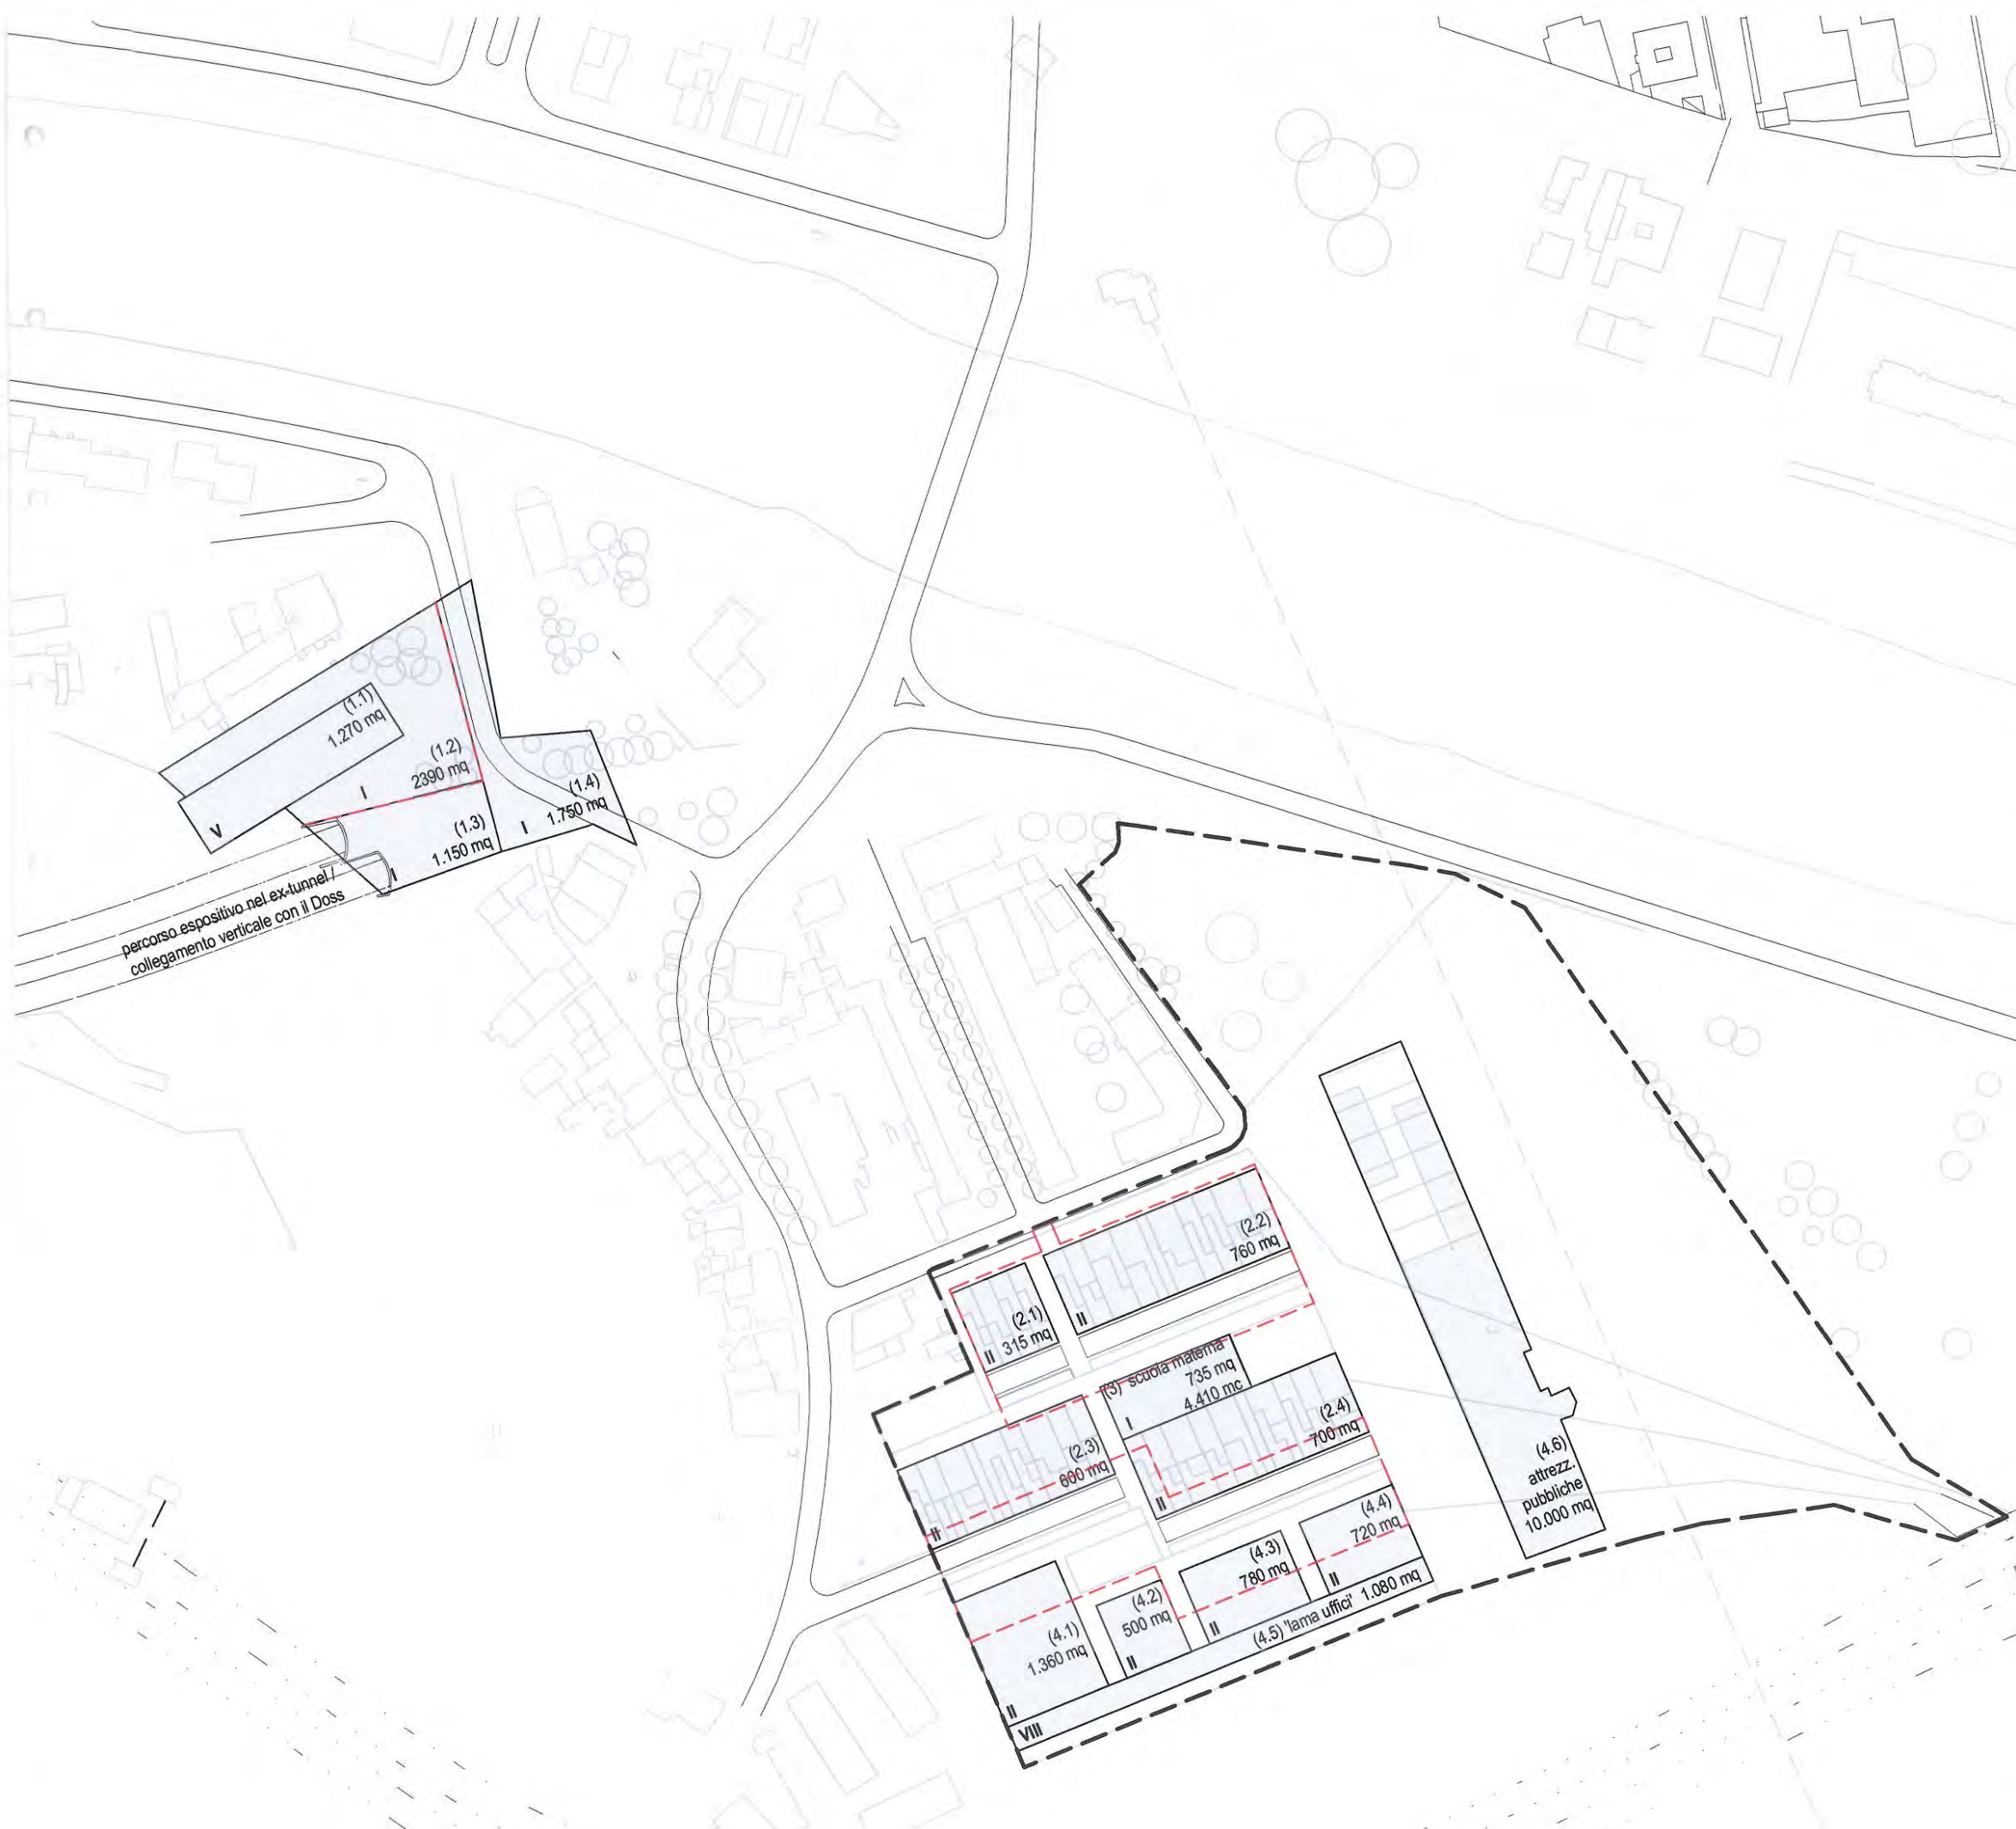 (1.1)
1.270 mq
V
(1.2)
2390 mq
I
(1.3)
1.150 mq
I
(1.4)
1.750 mq
I
percorso espositivo nel ex-tunnel /
collegamento verticale con il Doss
(2.1)
315 mq
II
(2.2)
760 mq
II
(3) scuola materna
735 mq
4.410 mc
I
(2.3)
600 mq
II
(2.4)
700 mq
II
(4.1)
1.360 mq
II
(4.2)
500 mq
II
(4.3)
780 mq
II
(4.4)
720 mq
II
(4.5) 'lama uffici' 1.080 mq
VIII
(4.6)
attrezz.
pubbliche
10.000 mq